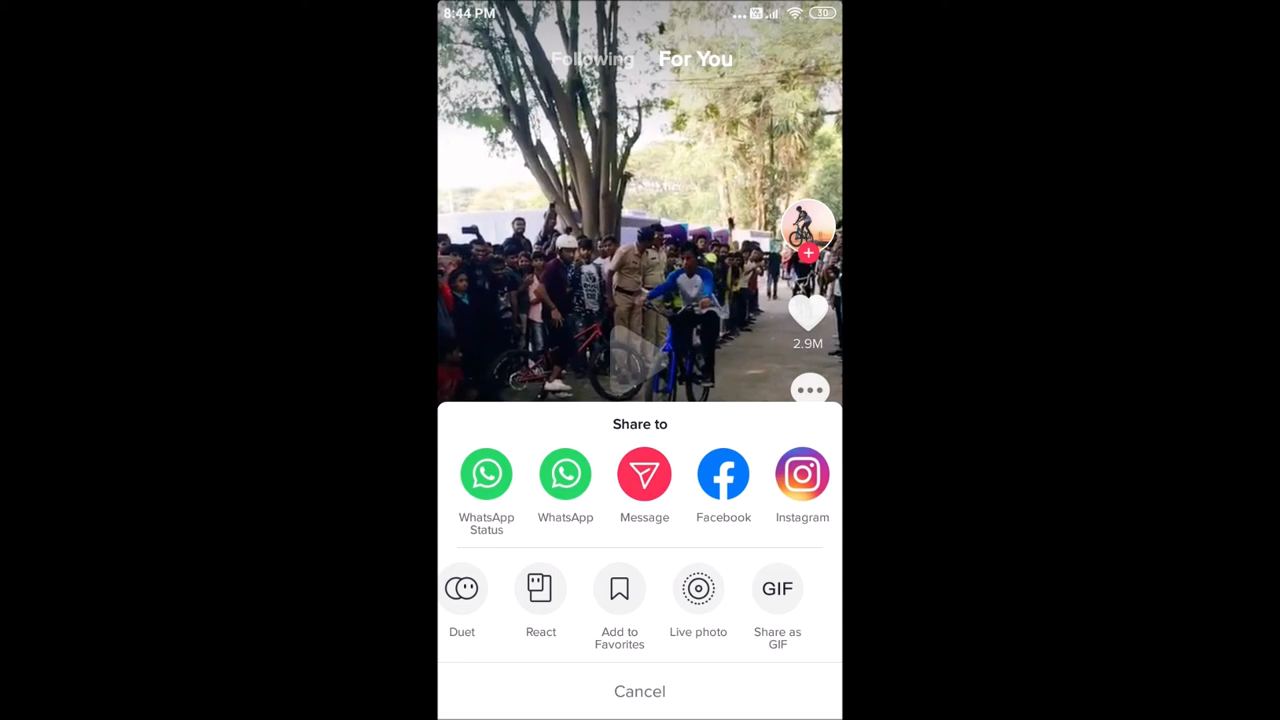 8:44 PM
30
Following
For You
2.9M
Share to
WhatsApp
Status
WhatsApp
Message
Facebook
Instagram
GIF
Duet
React
Add to
Favorites
Live photo
Share as
GIF
Cancel